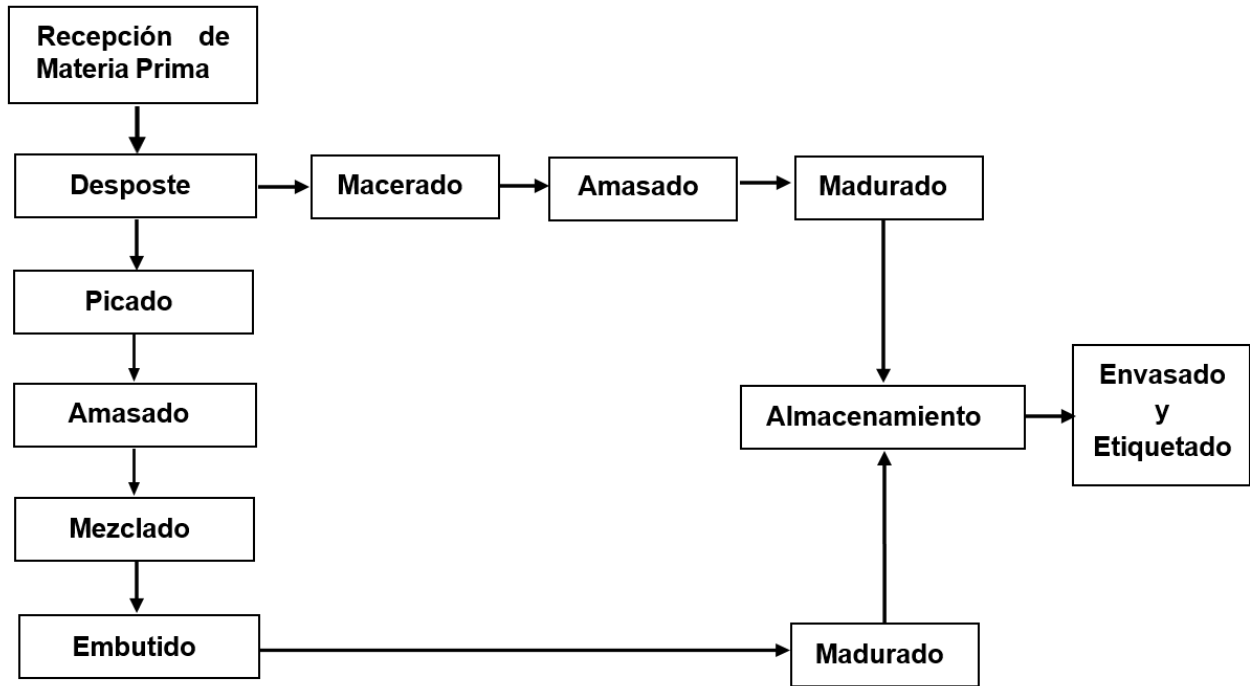 Recepción de
Materia Prima
Desposte
Macerado
Amasado
Madurado
Picado
Amasado
Almacenamiento
Envasado
y
Etiquetado
Mezclado
Embutido
Madurado